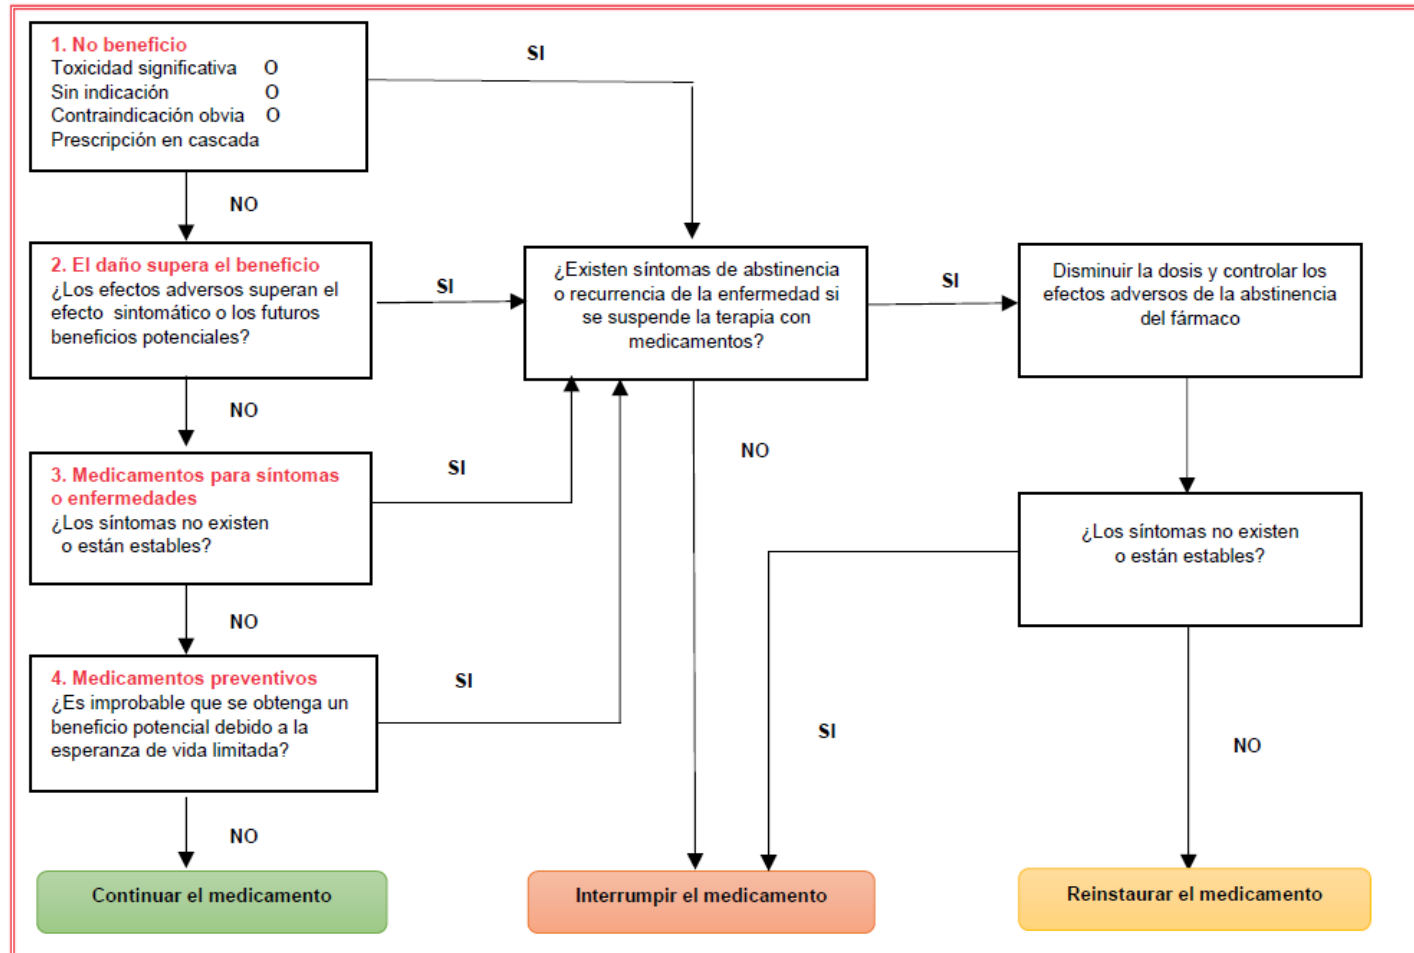 1. No beneficio
Toxicidad significativa O
Sin indicación O
Contraindicación obvia O
Prescripción en cascada
SI
NO
2. El daño supera el beneficio
¿Los efectos adversos superan el
efecto sintomático o los futuros
beneficios potenciales?
SI
¿Existen síntomas de abstinencia
o recurrencia de la enfermedad si
se suspende la terapia con
medicamentos?
SI
Disminuir la dosis y controlar los
efectos adversos de la abstinencia
del fármaco
NO
NO
3. Medicamentos para síntomas
o enfermedades
¿Los síntomas no existen
o están estables?
SI
¿Los síntomas no existen
o están estables?
NO
4. Medicamentos preventivos
¿Es improbable que se obtenga un
beneficio potencial debido a la
esperanza de vida limitada?
SI
SI
NO
NO
Continuar el medicamento
Interrumpir el medicamento
Reinstaurar el medicamento